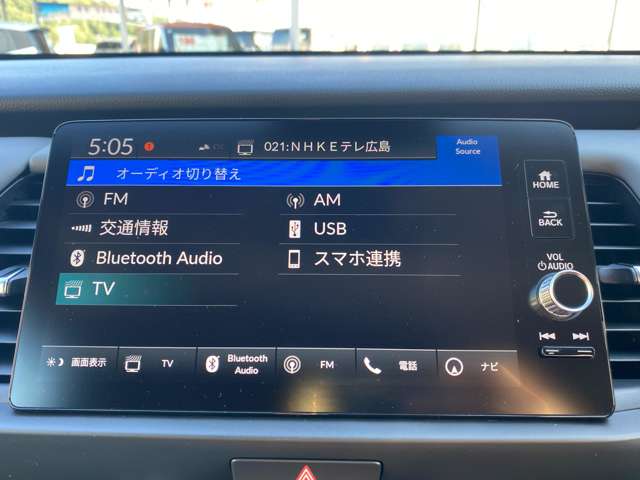 5:05
021:NHKEテレ広島
Audio
Source
オーディオ切り替え
FM
AM
交通情報
USB
Bluetooth Audio
スマホ連携
TV
画面表示
TV
Bluetooth
Audio
FM
電話
ナビ
HOME
BACK
VOL
AUDIO